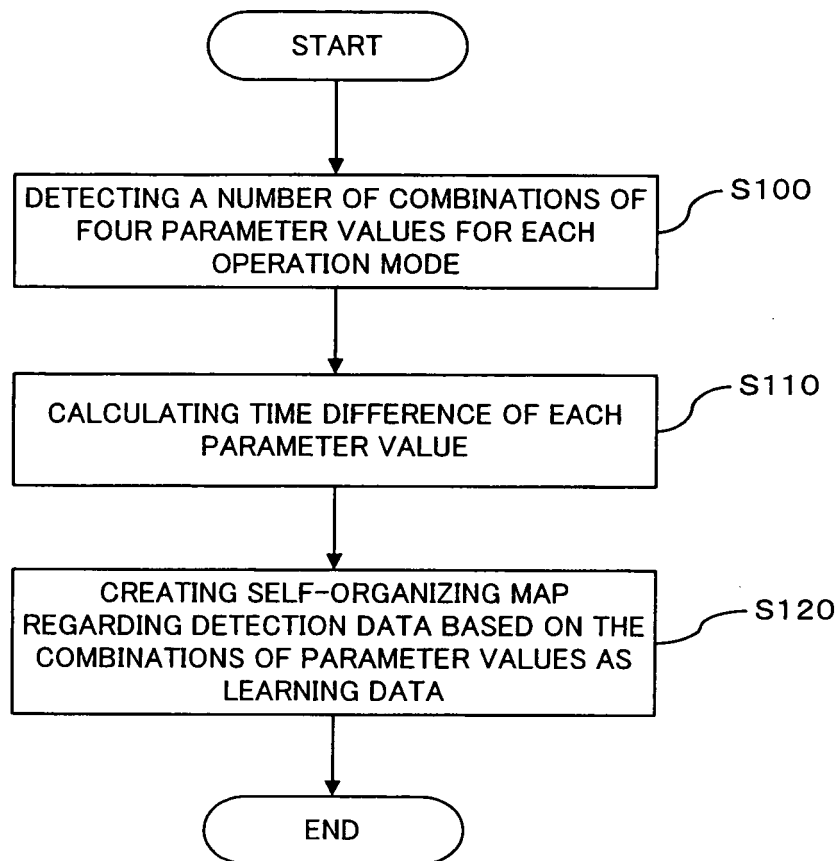 START
DETECTING A NUMBER OF COMBINATIONS OF
FOUR PARAMETER VALUES FOR EACH
OPERATION MODE
S100
CALCULATING TIME DIFFERENCE OF EACH
PARAMETER VALUE
S110
CREATING SELF-ORGANIZING MAP
REGARDING DETECTION DATA BASED ON THE
COMBINATIONS OF PARAMETER VALUES AS
LEARNING DATA
S120
END